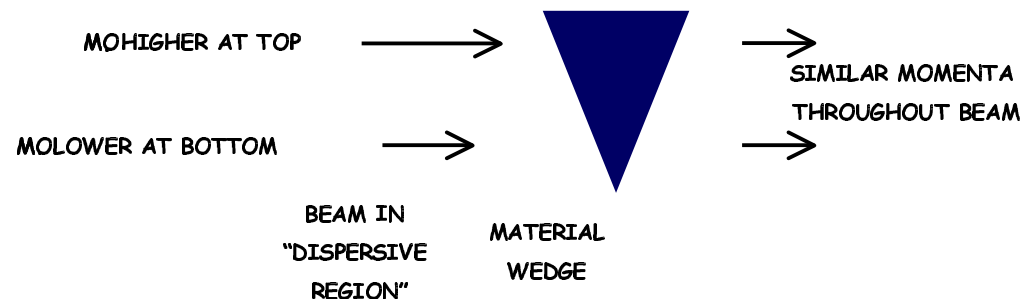 MOHIGHER AT TOP
SIMILAR MOMENTA
THROUGHOUT BEAM
MOLOWER AT BOTTOM
BEAM IN
“DISPERSIVE
REGION”
MATERIAL
WEDGE